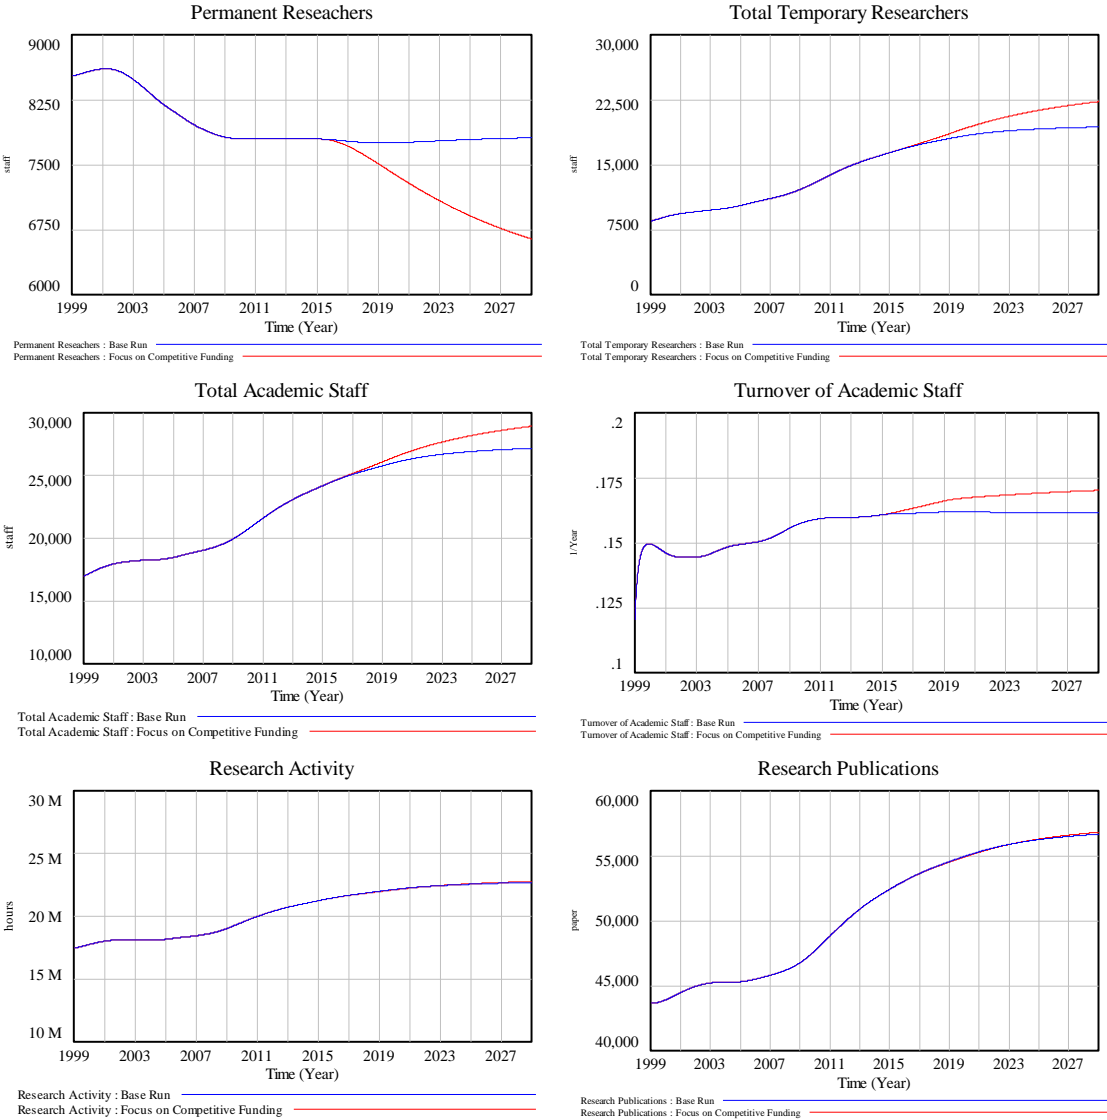 Permanent Reseachers
9000
8250
7500
6750
6000
staff
1999 2003 2007 2011 2015 2019 2023 2027
Time (Year)
Permanent Reseachers : Base Run
Permanent Reseachers : Focus on Competitive Funding
Total Temporary Researchers
30,000
22,500
15,000
7500
0
staff
1999 2003 2007 2011 2015 2019 2023 2027
Time (Year)
Total Temporary Researchers : Base Run
Total Temporary Researchers : Focus on Competitive Funding
Total Academic Staff
30,000
25,000
20,000
15,000
10,000
staff
1999 2003 2007 2011 2015 2019 2023 2027
Time (Year)
Total Academic Staff : Base Run
Total Academic Staff : Focus on Competitive Funding
Turnover of Academic Staff
.2
.175
.15
.125
.1
1/Year
1999 2003 2007 2011 2015 2019 2023 2027
Time (Year)
Turnover of Academic Staff : Base Run
Turnover of Academic Staff : Focus on Competitive Funding
Research Activity
30 M
25 M
20 M
15 M
10 M
hours
1999 2003 2007 2011 2015 2019 2023 2027
Time (Year)
Research Activity : Base Run
Research Activity : Focus on Competitive Funding
Research Publications
60,000
55,000
50,000
45,000
40,000
paper
1999 2003 2007 2011 2015 2019 2023 2027
Time (Year)
Research Publications : Base Run
Research Publications : Focus on Competitive Funding